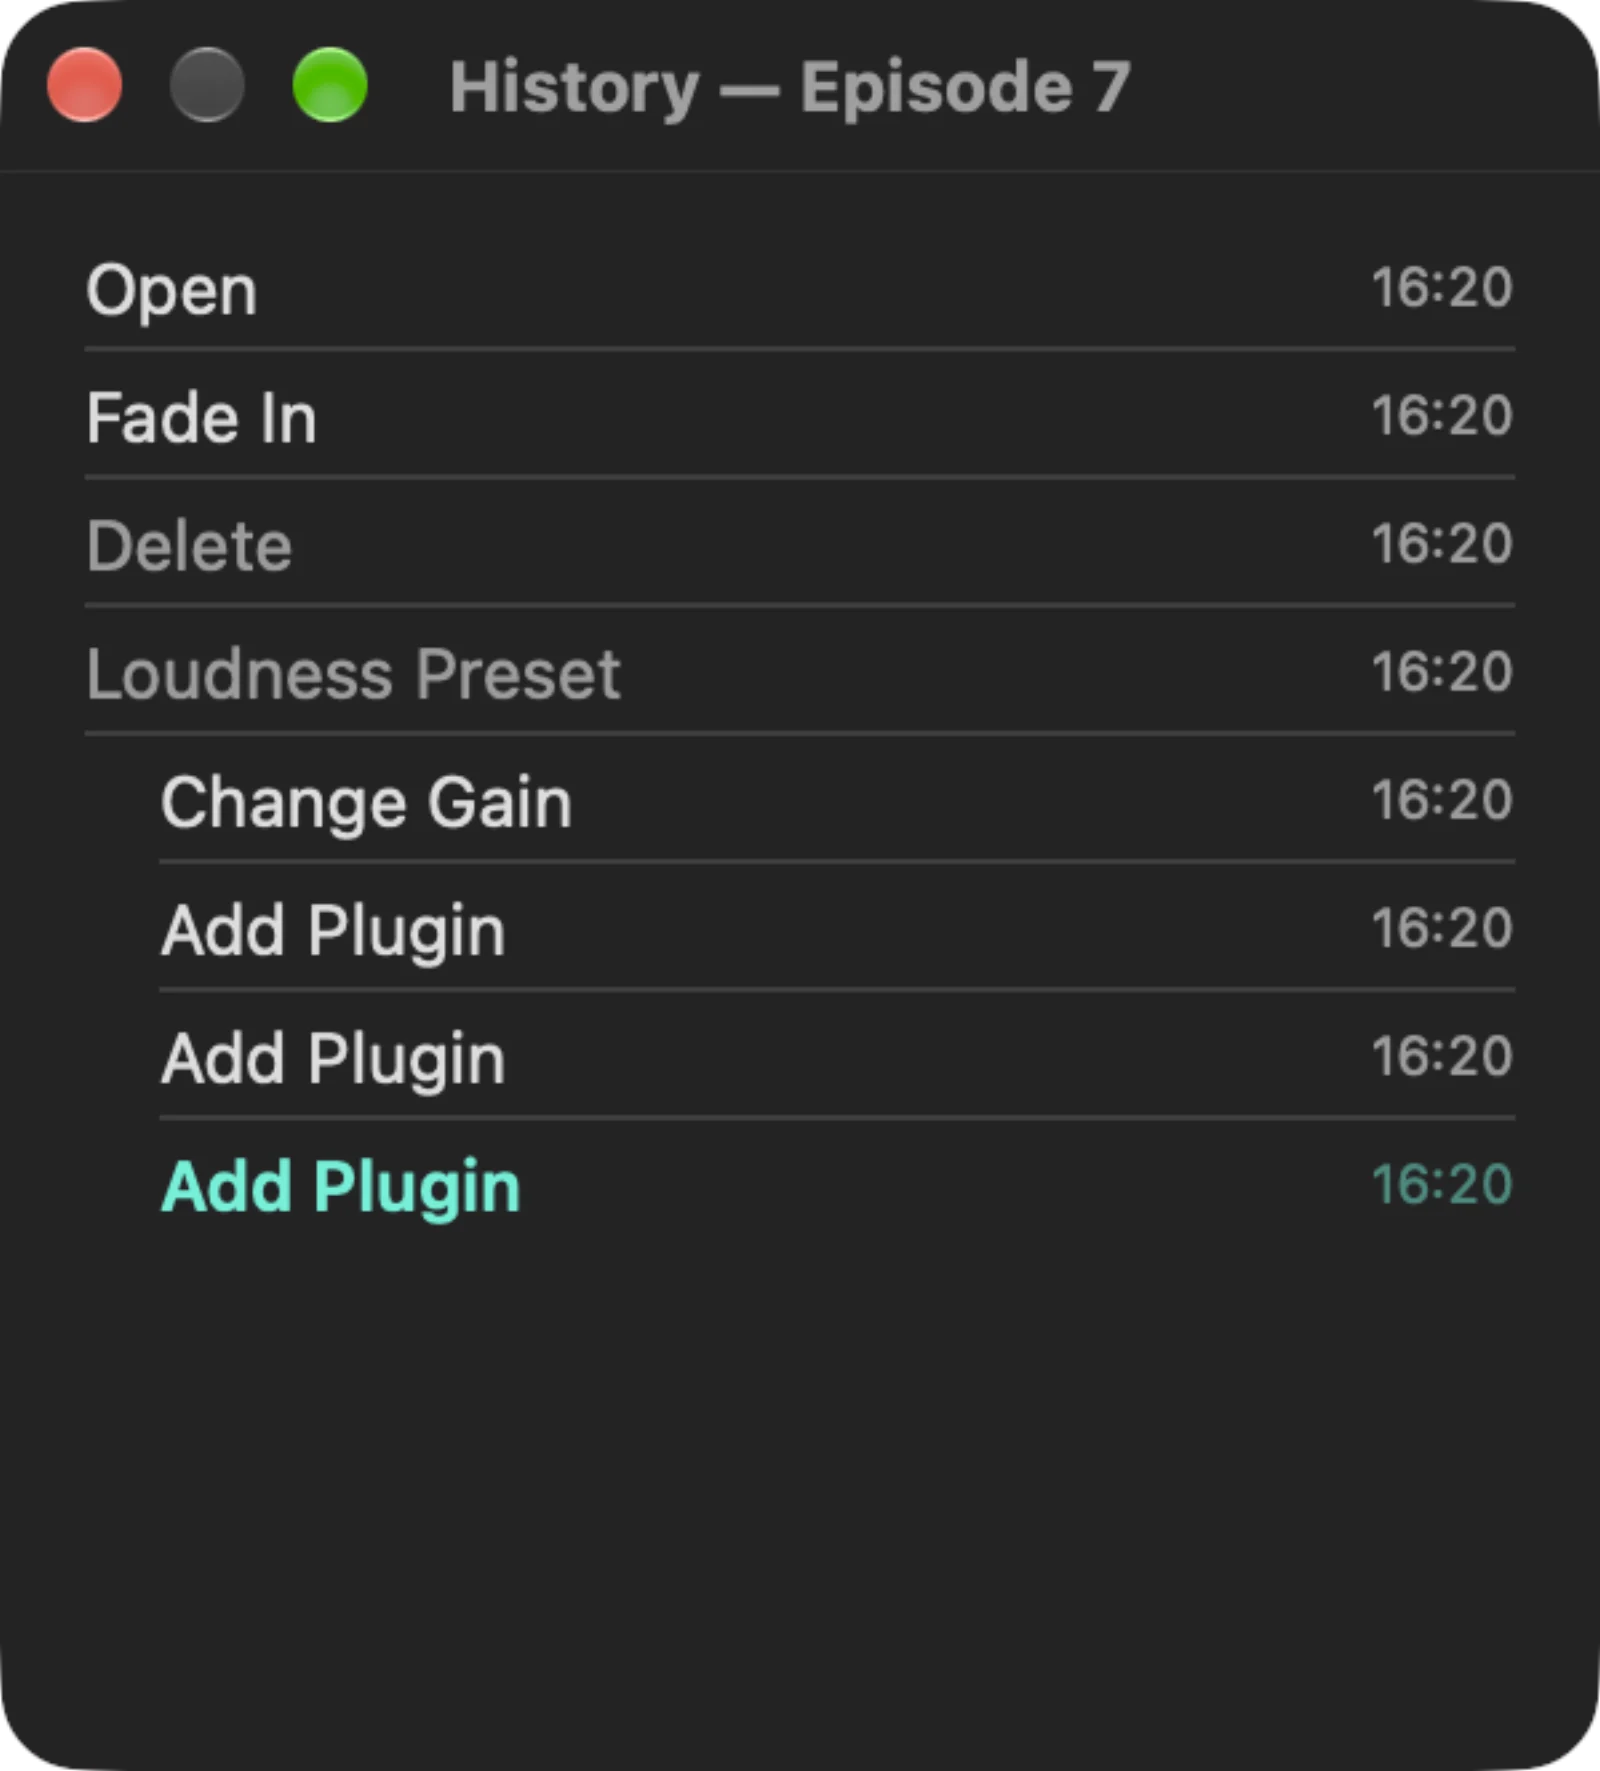 History — Episode 7
Open 16:20
Fade In 16:20
Delete 16:20
Loudness Preset 16:20
Change Gain 16:20
Add Plugin 16:20
Add Plugin 16:20
Add Plugin 16:20